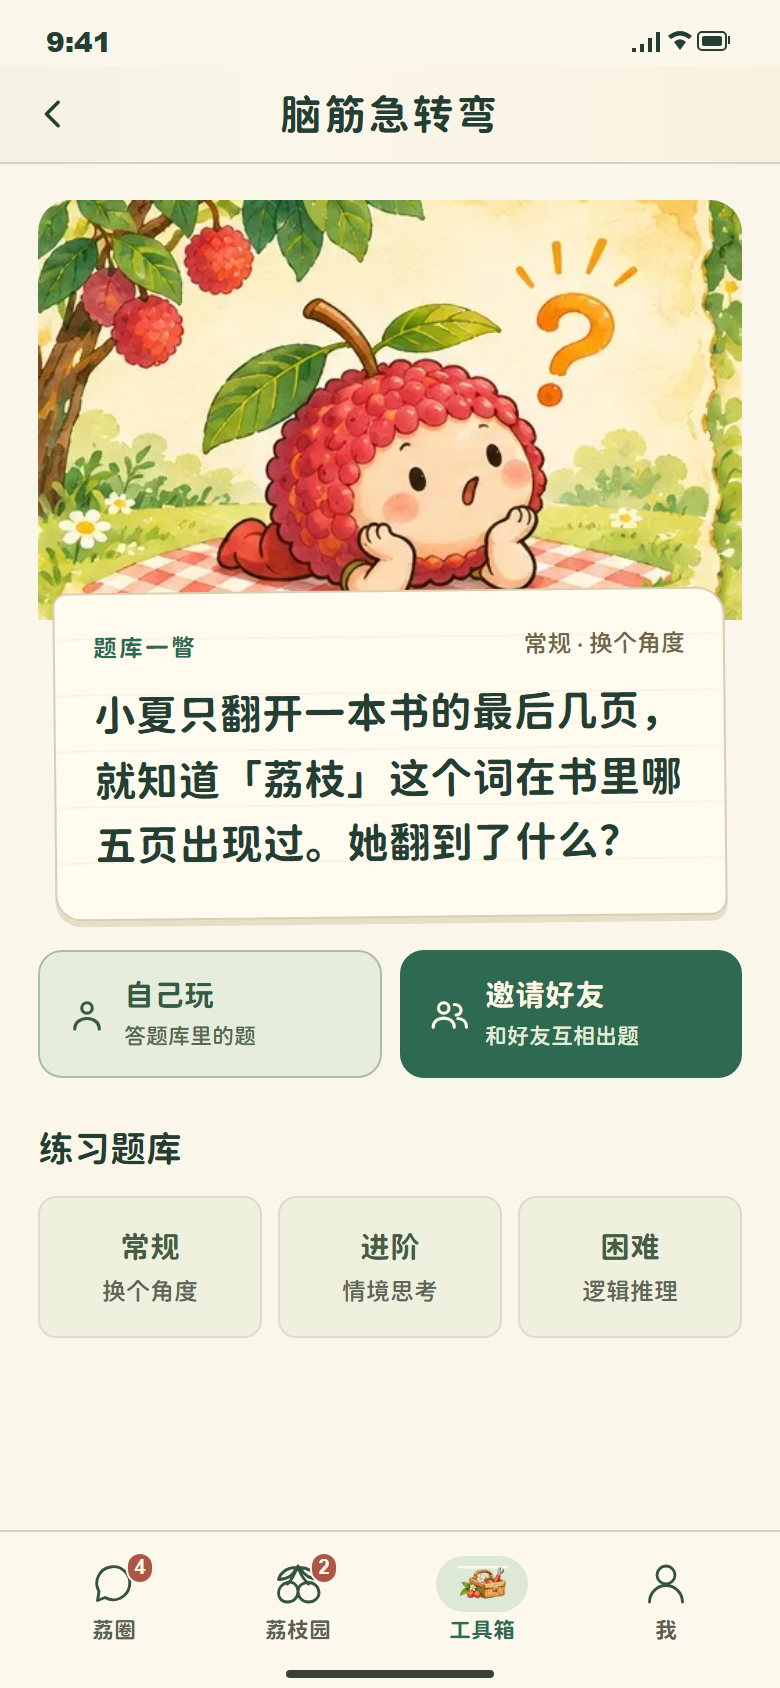 9:41
脑筋急转弯
?
题库一瞥
常规·换个角度
小夏只翻开一本书的最后几页，
就知道「荔枝」这个词在书里哪
五页出现过。她翻到了什么？
自己玩
答题库里的题
邀请好友
和好友互相出题
练习题库
常规
换个角度
进阶
情境思考
困难
逻辑推理
4
荔圈
2
荔枝园
工具箱
我